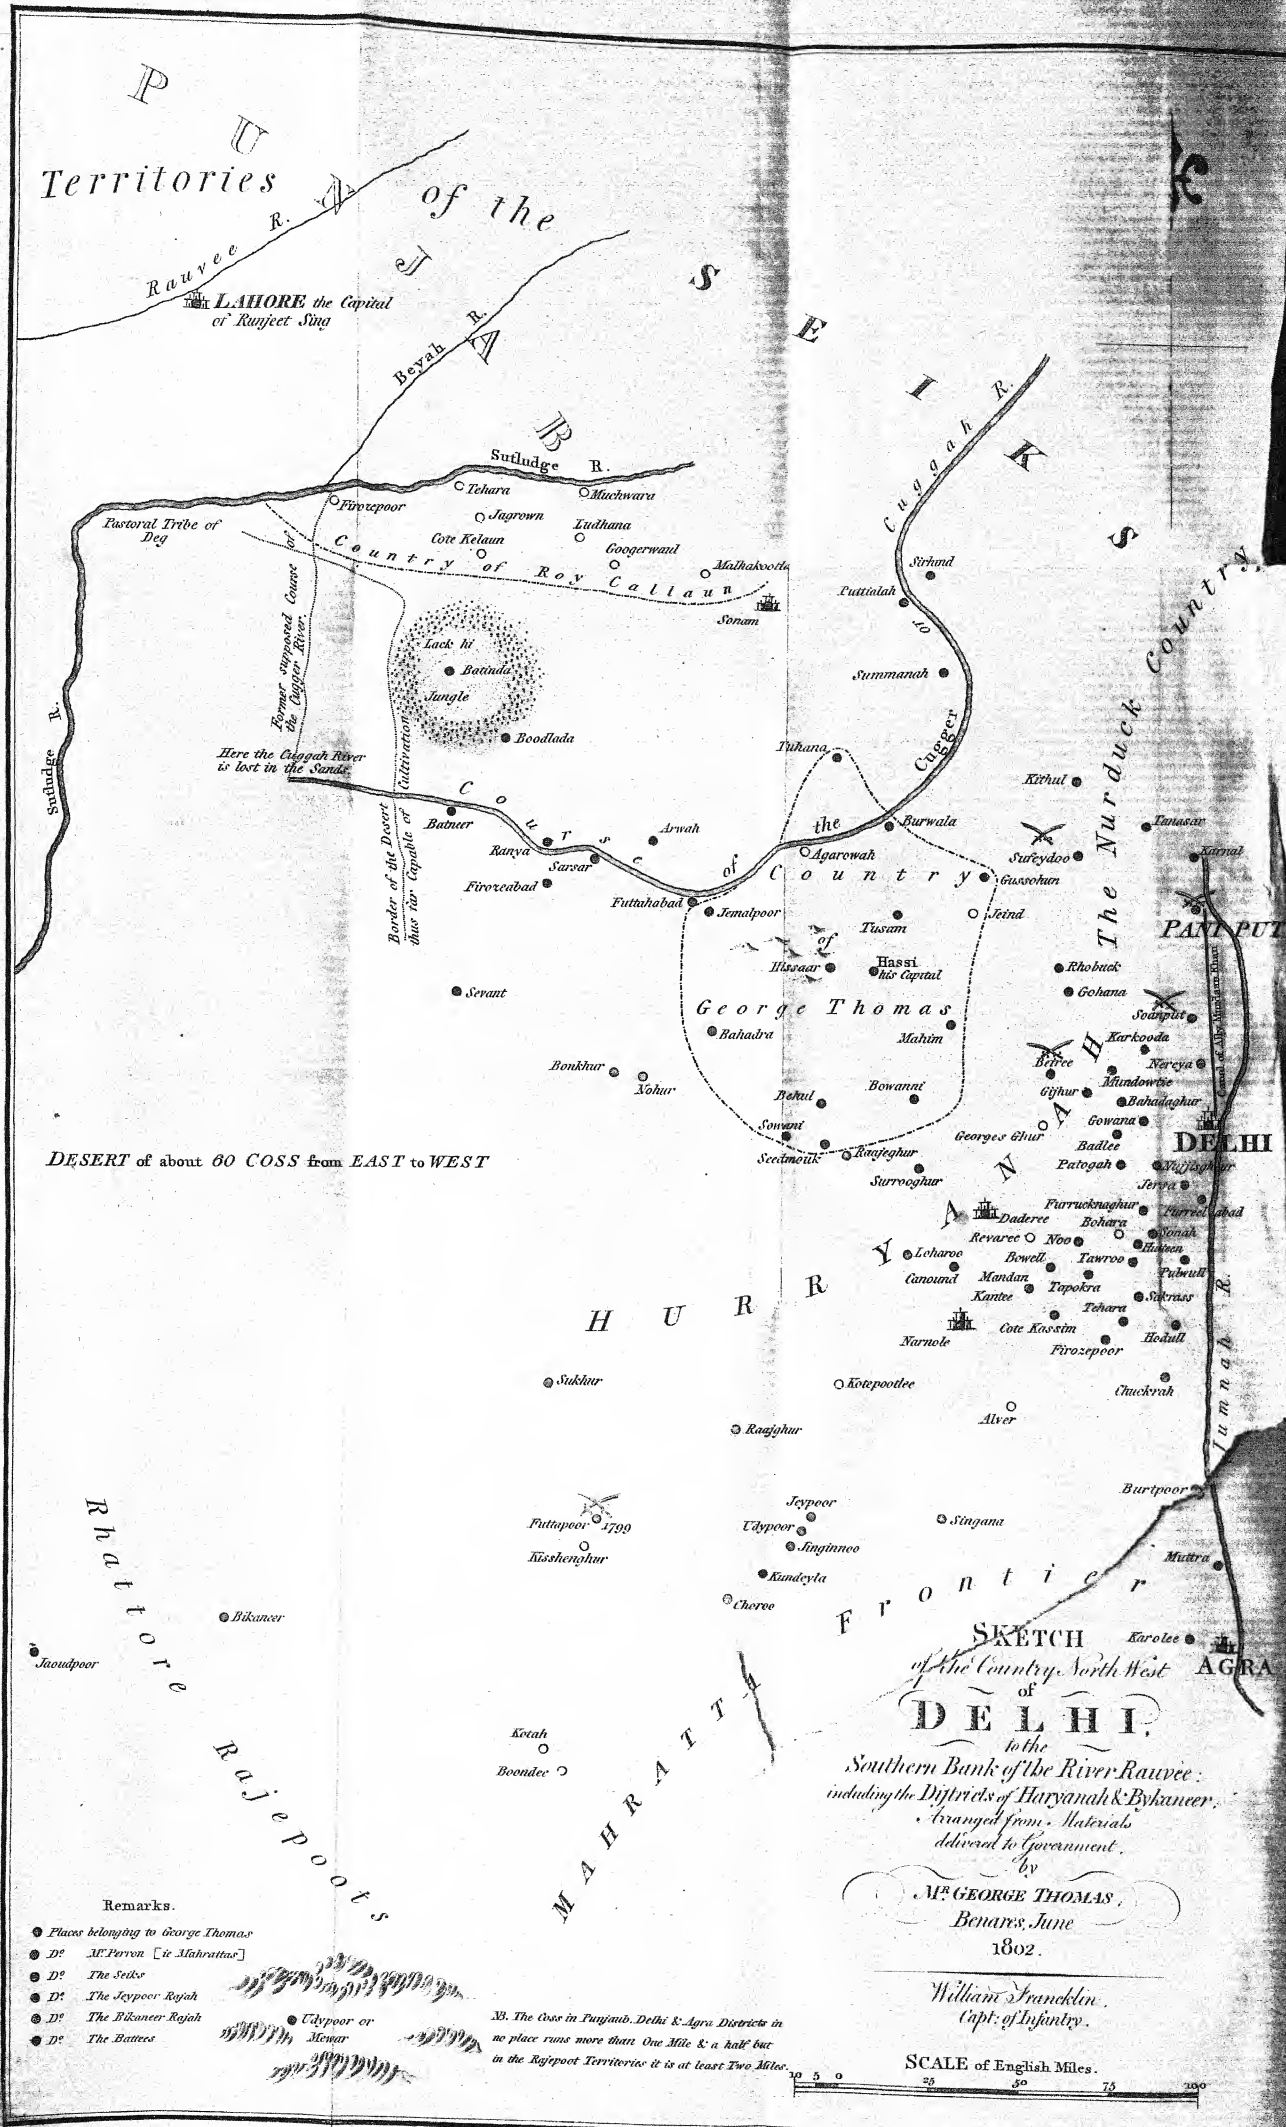 PUNJAB
Territories of the SEIKS
Rauvee R.
LAHORE the Capital
of Runjeet Sing
Beyah R.
Cuggah R.
Sutludge R.
Firozepoor
Tehara
Muchwara
Pastoral Tribe of
Deg
Jagrown
Ludhana
Cote Kelaun
Googerwaul
Malhakootla
Country of Roy Callaun
Sonam
Sirhind
Puttialah
Summanah
Former supposed Course of
the Cugger River.
Lack hi
Batinda
Jungle
Boodlada
Sutludge R.
Here the Cuggah River
is lost in the Sands.
Border of the Desert
thus far Capable of Cultivation
Course of the Cugger
of
The Nurduck Country.
Tuhana
Kithul
Batneer
Arwah
Burwala
Tanasar
Ranya
Sarsar
Agarowah
Sufeydoo
Karnal
Firozeabad
Gussohun
Futtahabad
Jemalpoor
Tusam
Jeind
PANIPUT
Country of George Thomas
Hissaar
Hassi
his Capital
Rhobuck
Gohana
Sevant
Soanput
Canal of Ally Murdaun Khan
Bahadra
Mahim
Karkooda
Bonkhur
Nohur
Beree
Nereya
Mundowtie
Behul
Bowanni
Gijhur
Bahadaghur
Gowana
Sowani
Georges Ghur
Badlee
DELHI
DESERT of about 60 COSS from EAST to WEST
Seedmouk
Raajeghur
Patogah
Nujjisghur
Surrooghur
Jersa
HURRYANAH
Daderee
Furrucknaghur
Furreedabad
Revaree
Noo
Bohara
Sonah
Hutteen
Loharoo
Bowell
Tawroo
Pulwull
Canound
Mandan
Kantee
Tapokra
Sakrass
Tehara
Narnole
Cote Kassim
Firozepoor
Hodull
Jumnah R.
Sukhur
Kotepootlee
Chuckrah
Raajghur
Alver
Burtpoor
Futtapoor 1799
Jeypoor
Udypoor
Singana
Kisshenghur
Jinginnoo
Muttra
Kundeyla
Choroo
Bikaneer
Jaoudpoor
Karolee
AGRA
Rhattore Rajepoots
MAHRATTA Frontier
Kotah
Boondee
SKETCH
of the Country North West
of
DELHI,
to the
Southern Bank of the River Rauvee:
including the Districts of Haryanah & Bykaneer,
Arranged from Materials
delivered to Government,
by
Mr. GEORGE THOMAS,
Benares, June
1802.
William Francklin,
Capt: of Infantry.
SCALE of English Miles.
10 5 0 25 50 75 100
Remarks.
Places belonging to George Thomas
Do. Mr. Perron [ie Mahrattas]
Do. The Seiks
Do. The Jeypoor Rajah
Do. The Bikaneer Rajah
Do. The Battees
Udypoor or
Mewar
NB. The Coss in Punjaub, Delhi & Agra Districts in
no place runs more than One Mile & a half but
in the Rajepoot Territories it is at least Two Miles.